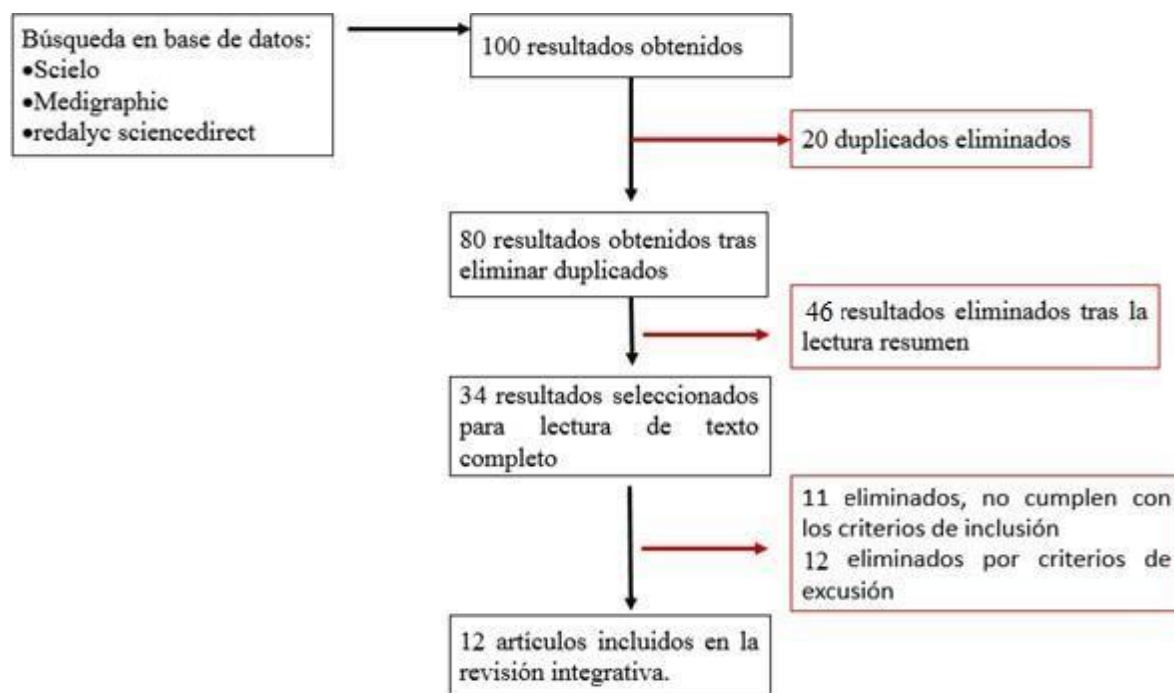 Búsqueda en base de datos:
•Scielo
•Medigraphic
•redalyc sciencedirect
100 resultados obtenidos
20 duplicados eliminados
80 resultados obtenidos tras
eliminar duplicados
46 resultados eliminados tras la
lectura resumen
34 resultados seleccionados
para lectura de texto
completo
11 eliminados, no cumplen con
los criterios de inclusión
12 eliminados por criterios de
excusión
12 artículos incluidos en la
revisión integrativa.